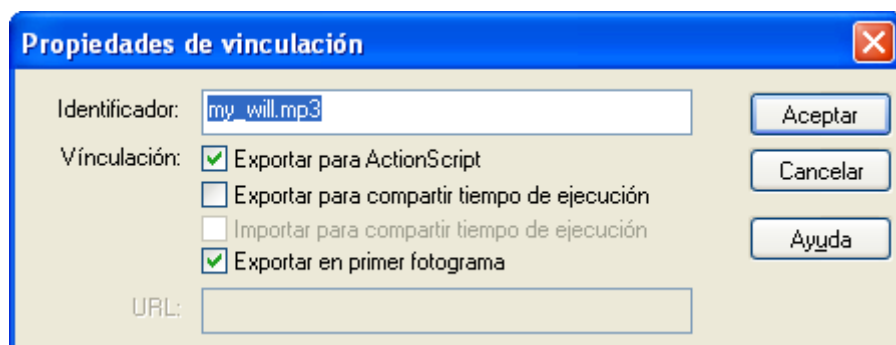 Propiedades de vinculación
Identificador: my_will.mp3 Aceptar
Vínculación: Exportar para ActionScript Cancelar
Exportar para compartir tiempo de ejecución
Importar para compartir tiempo de ejecución Ayuda
Exportar en primer fotograma
URL: